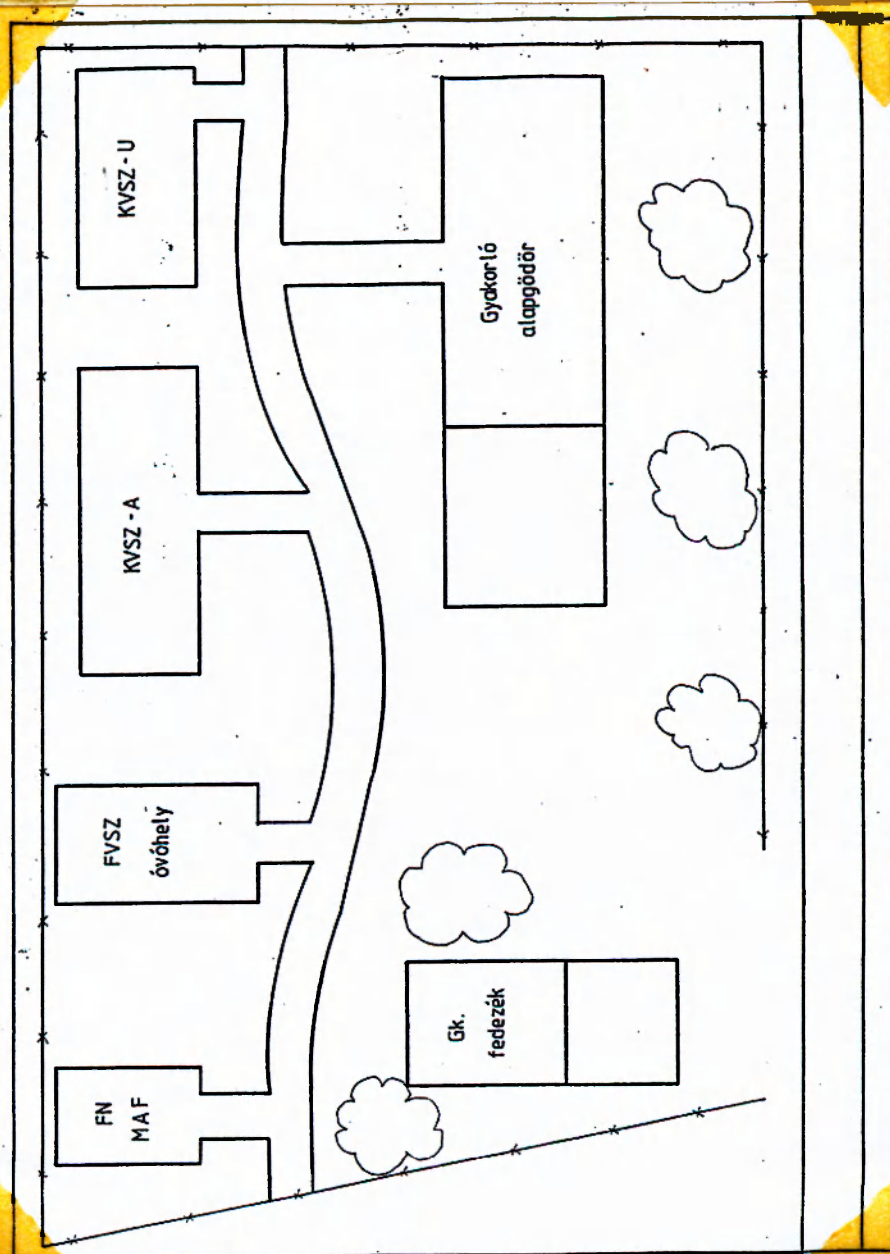 KVSZ - U
KVSZ - A
FVSZ
óvóhely
FN
MAF
Gyakorló
alapgödör
Gk.
fedezék